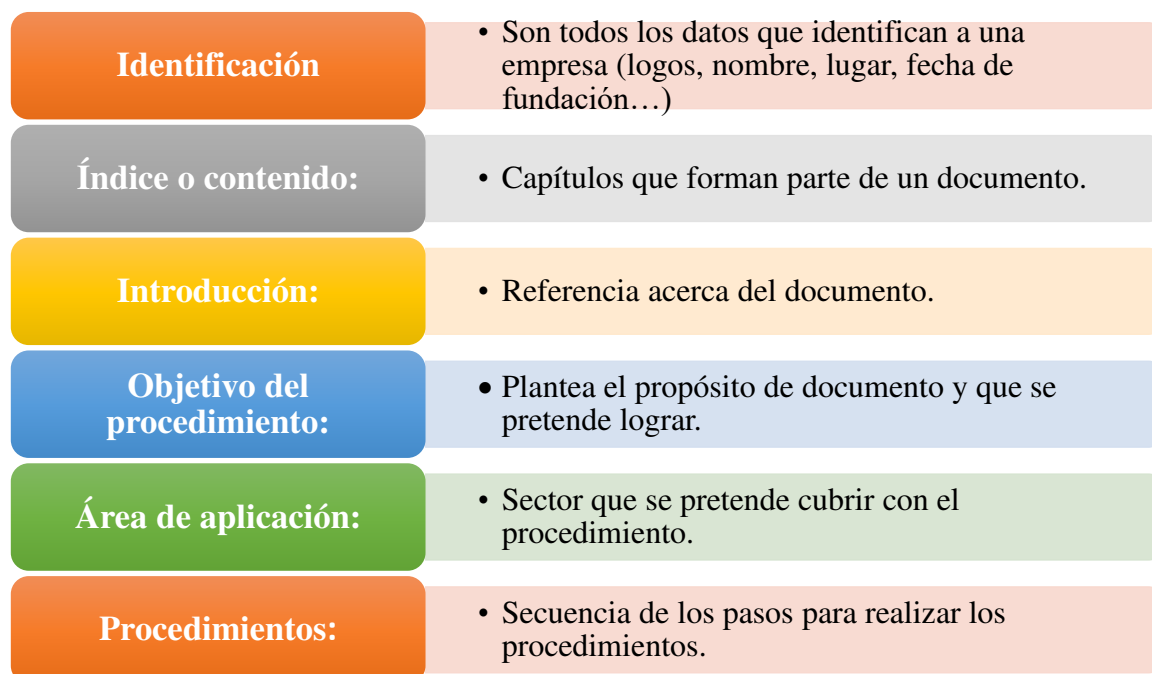 Identificación
• Son todos los datos que identifican a una
empresa (logos, nombre, lugar, fecha de
fundación…)
Índice o contenido:
• Capítulos que forman parte de un documento.
Introducción:
• Referencia acerca del documento.
Objetivo del
procedimiento:
• Plantea el propósito de documento y que se
pretende lograr.
Área de aplicación:
• Sector que se pretende cubrir con el
procedimiento.
Procedimientos:
• Secuencia de los pasos para realizar los
procedimientos.